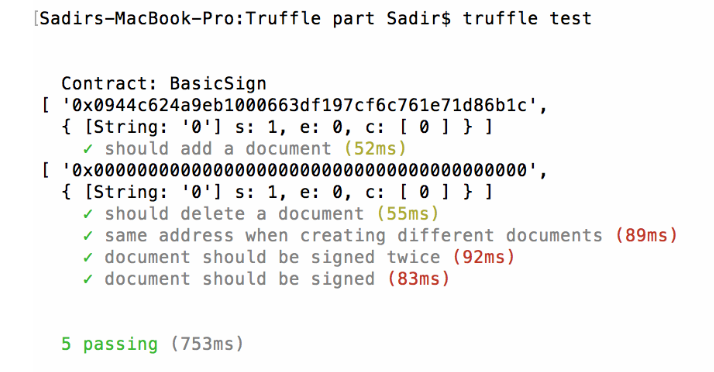 [Sadirs-MacBook-Pro:Truffle part Sadir$ truffle test
Contract: BasicSign
[ '0x0944c624a9eb1000663df197cf6c761e71d86b1c',
{ [String: '0'] s: 1, e: 0, c: [ 0 ] } ]
✓ should add a document (52ms)
[ '0x0000000000000000000000000000000000000000',
{ [String: '0'] s: 1, e: 0, c: [ 0 ] } ]
✓ should delete a document (55ms)
✓ same address when creating different documents (89ms)
✓ document should be signed twice (92ms)
✓ document should be signed (83ms)
5 passing (753ms)